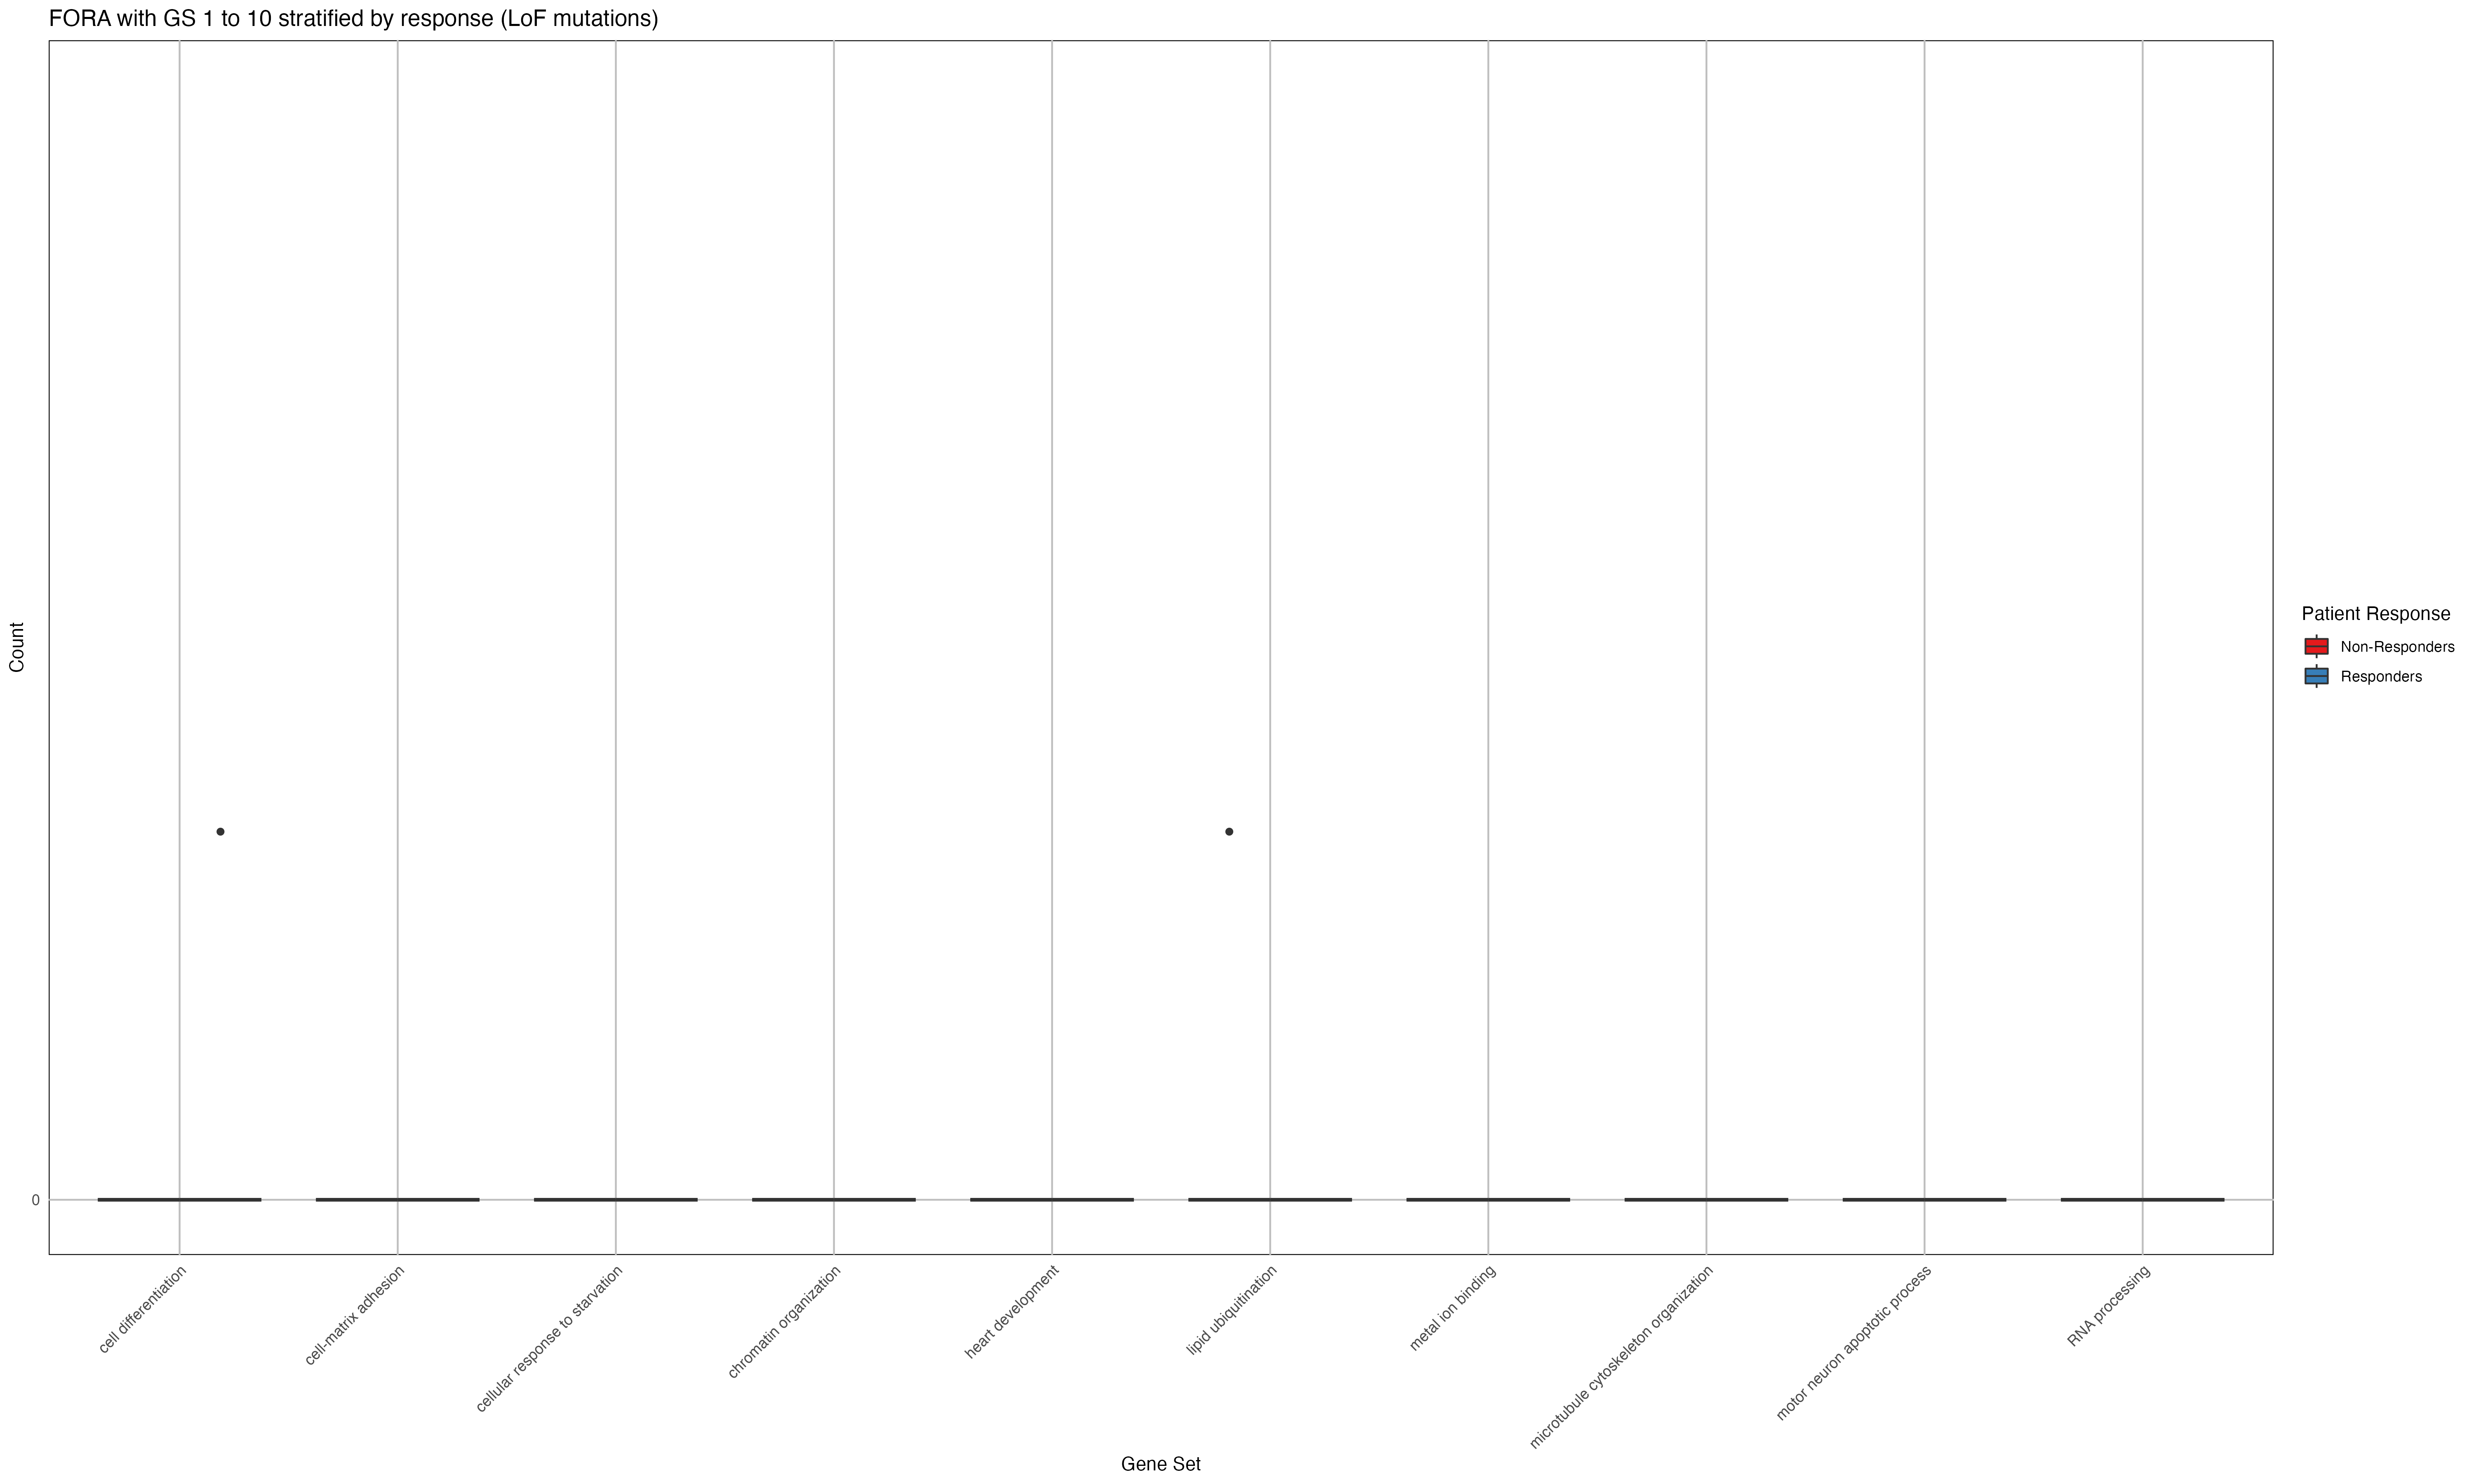 FORA with GS 1 to 10 stratified by response (LoF mutations)
Count
0
cell differentiation
cell-matrix adhesion
cellular response to starvation
chromatin organization
heart development
lipid ubiquitination
metal ion binding
microtubule cytoskeleton organization
motor neuron apoptotic process
RNA processing
Gene Set
Patient Response
Non-Responders
Responders